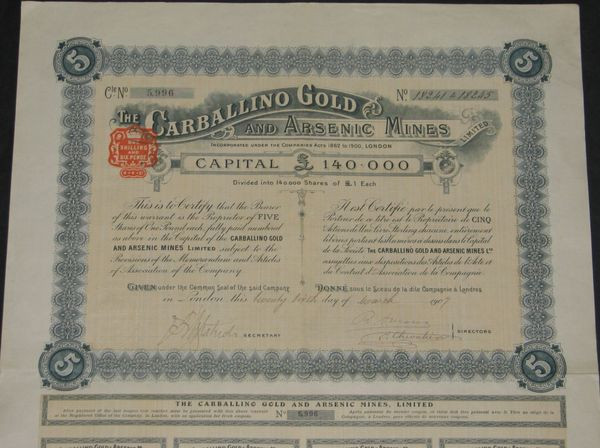 5
5
Cte No 5,996
No 18241 to 18245
THE CARBALLINO GOLD
AND ARSENIC MINES LIMITED
ONE SHILLING AND SIX PENCE
INCORPORATED UNDER THE COMPANIES ACTS 1862 TO 1900, LONDON
CAPITAL £ 140.000
Divided into 140.000 Shares of £1 Each
This is to Certify that the Bearer
of this warrant is the Proprietor of FIVE
Shares of One Pound each, fully paid numbered
as above in the Capital of the CARBALLINO GOLD
AND ARSENIC MINES LIMITED subject to the
Provisions of the Memorandum and Articles
of Association of the Company.
GIVEN under the Common Seal of the said Company
in London this twenty day of March 1907
SECRETARY
Il est Certifié par le présent que le
Porteur de ce titre est le Propriétaire de CINQ
Actions de Une livre Sterling chacune entièrement
libérées portant les Numéros ci dessus dans le Capital
de la Société THE CARBALLINO GOLD AND ARSENIC MINES Ld
assujetties aux dispositions des Articles de l'Acte et
du Contrat d'Association de la Compagnie.
DONNÉ sous le Sceau de la dite Compagnie à Londres
DIRECTORS
5
5
THE CARBALLINO GOLD AND ARSENIC MINES, LIMITED
No 5,996